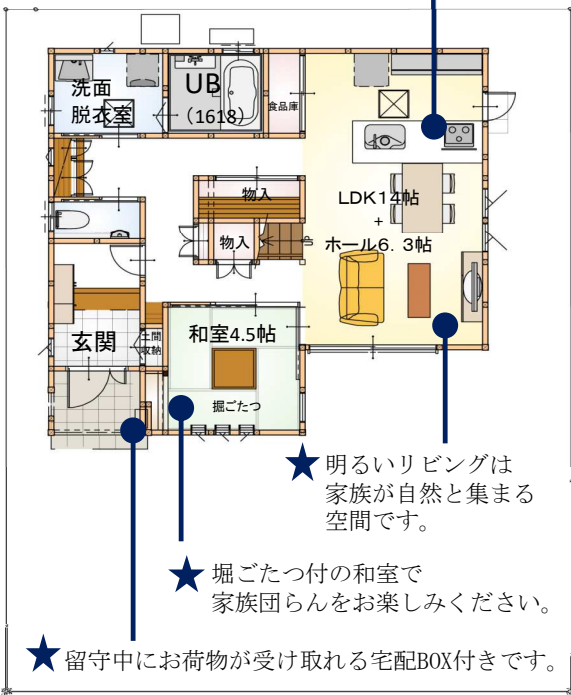 洗面
脱衣室
UB
（1618）
食品庫
物入
LDK14帖
+
ホール6.3帖
物入
UP
玄関
土間
収納
和室4.5帖
掘ごたつ
★明るいリビングは
家族が自然と集まる
空間です。
★堀ごたつ付の和室で
家族団らんをお楽しみください。
★留守中にお荷物が受け取れる宅配BOX付きです。